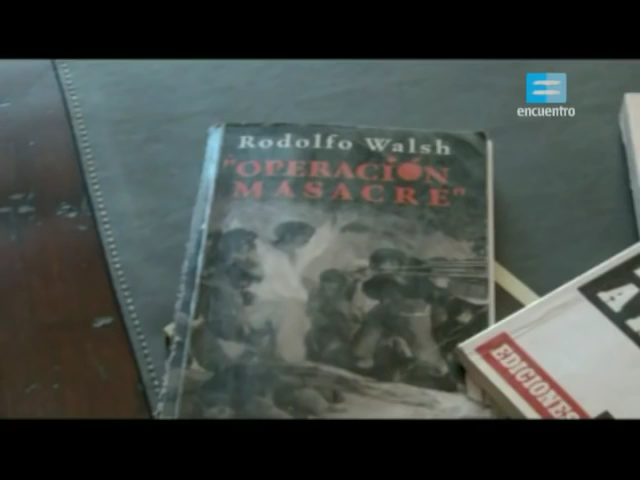 encuentro
Rodolfo Walsh
"OPERACIÓN
MASACRE"
EDICIONES